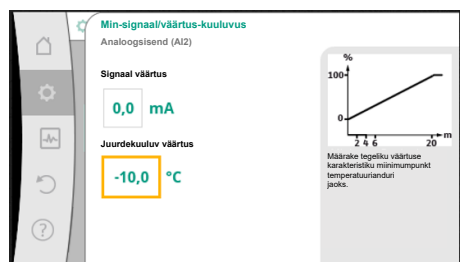 Min-signaal/väärtus-kuuluvus
Analoogsisend (AI2)
Signaal väärtus
0,0 mA
Juurdekuuluv väärtus
-10,0 °C
%
100
0
2 4 6 20
m
Määrake tegeliku väärtuse
karakteristiku miinimumpunkt
temperatuurianduri
jaoks.
?